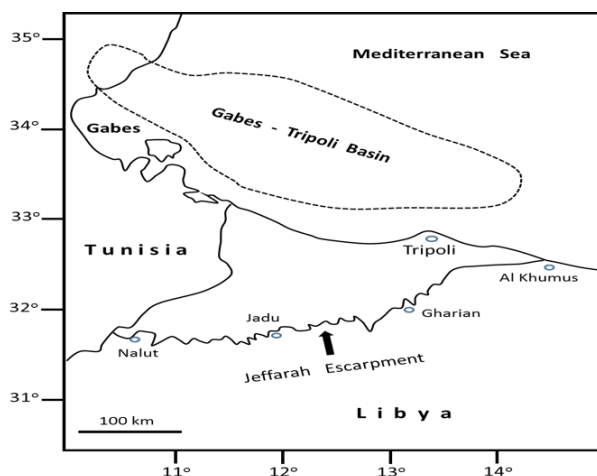 35°
Mediterranean Sea
34°
Gabes
Gabes - Tripoli Basin
33°
Tunisia
Tripoli
Al Khumus
32°
Jadu
Gharian
Nalut
Jeffarah Escarpment
31°
100 km
Libya
11°
12°
13°
14°